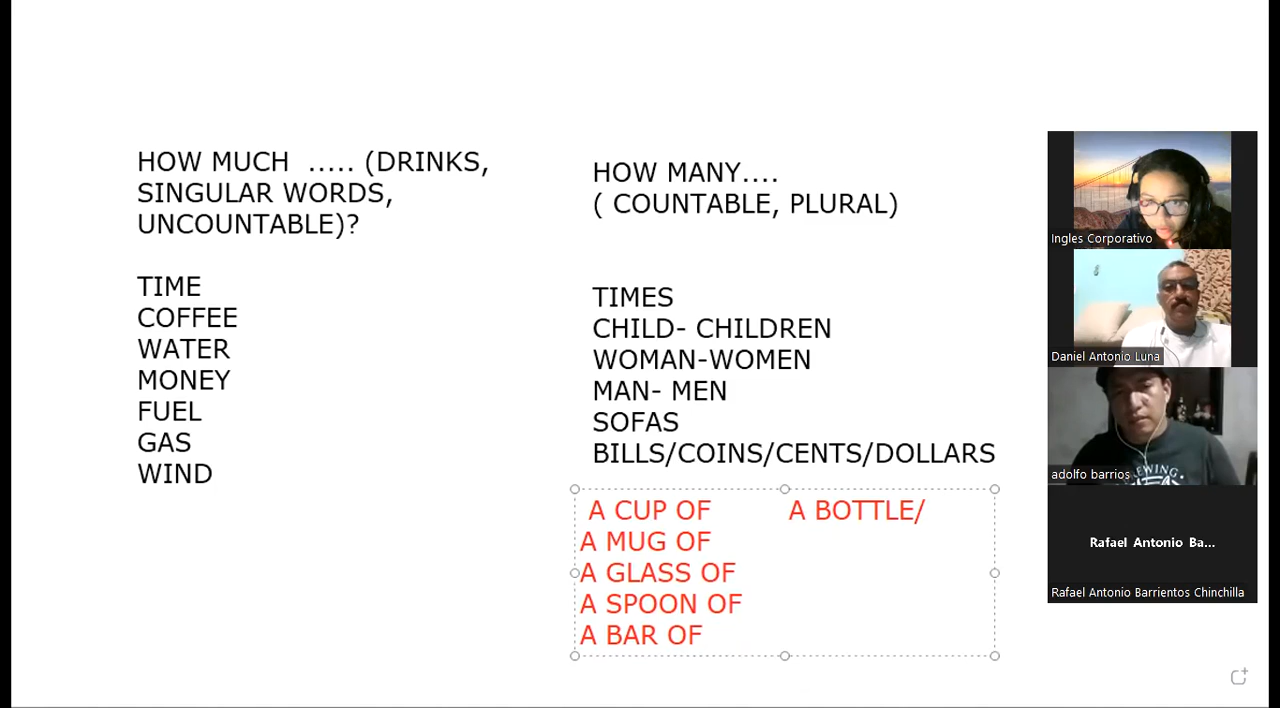 HOW MUCH ..... (DRINKS,
SINGULAR WORDS,
UNCOUNTABLE)?
TIME
COFFEE
WATER
MONEY
FUEL
GAS
WIND
HOW MANY....
( COUNTABLE, PLURAL)
TIMES
CHILD- CHILDREN
WOMAN-WOMEN
MAN- MEN
SOFAS
BILLS/COINS/CENTS/DOLLARS
A CUP OF A BOTTLE/
A MUG OF
A GLASS OF
A SPOON OF
A BAR OF
Ingles Corporativo
Daniel Antonio Luna
adolfo barrios
Rafael Antonio Ba...
Rafael Antonio Barrientos Chinchilla